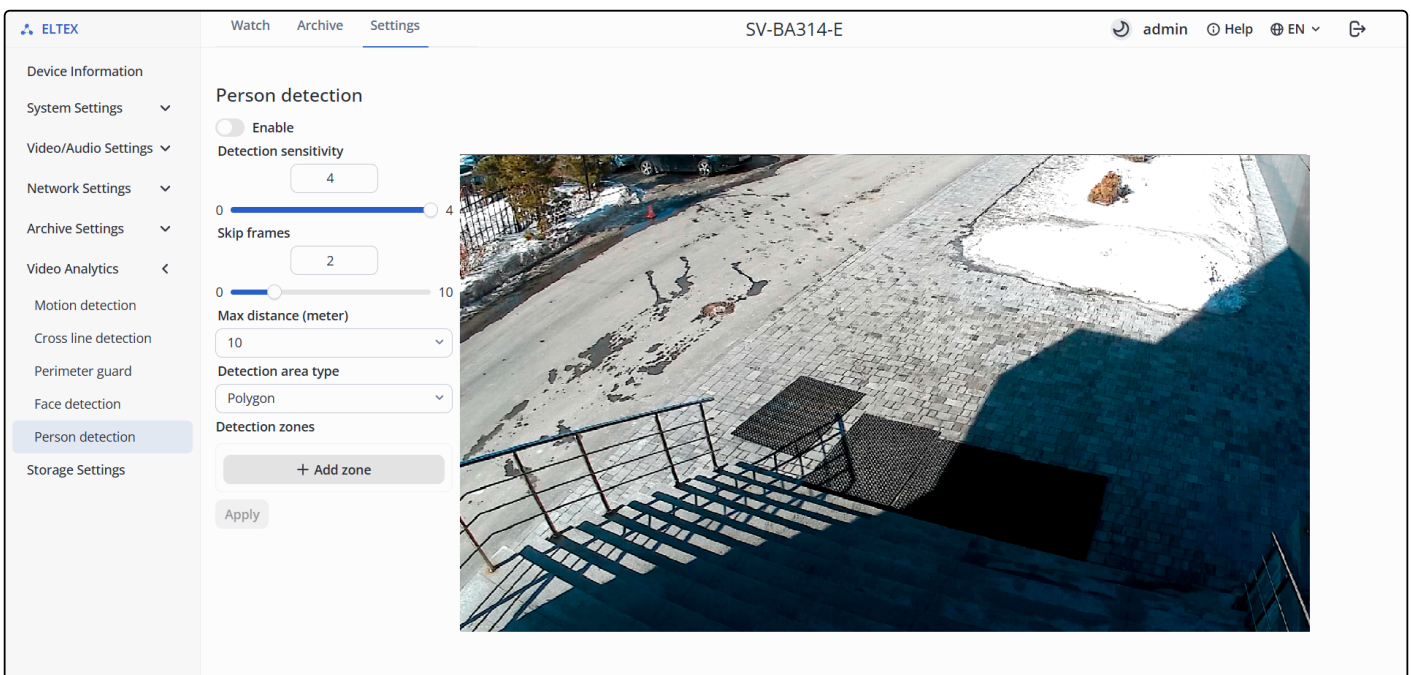 ELTEX
Watch
Archive
Settings
SV-BA314-E
admin
Help
EN
Device Information
System Settings
Video/Audio Settings
Network Settings
Archive Settings
Video Analytics
Motion detection
Cross line detection
Perimeter guard
Face detection
Person detection
Storage Settings
Person detection
Enable
Detection sensitivity
4
0 4
Skip frames
2
0 10
Max distance (meter)
10
Detection area type
Polygon
Detection zones
+ Add zone
Apply